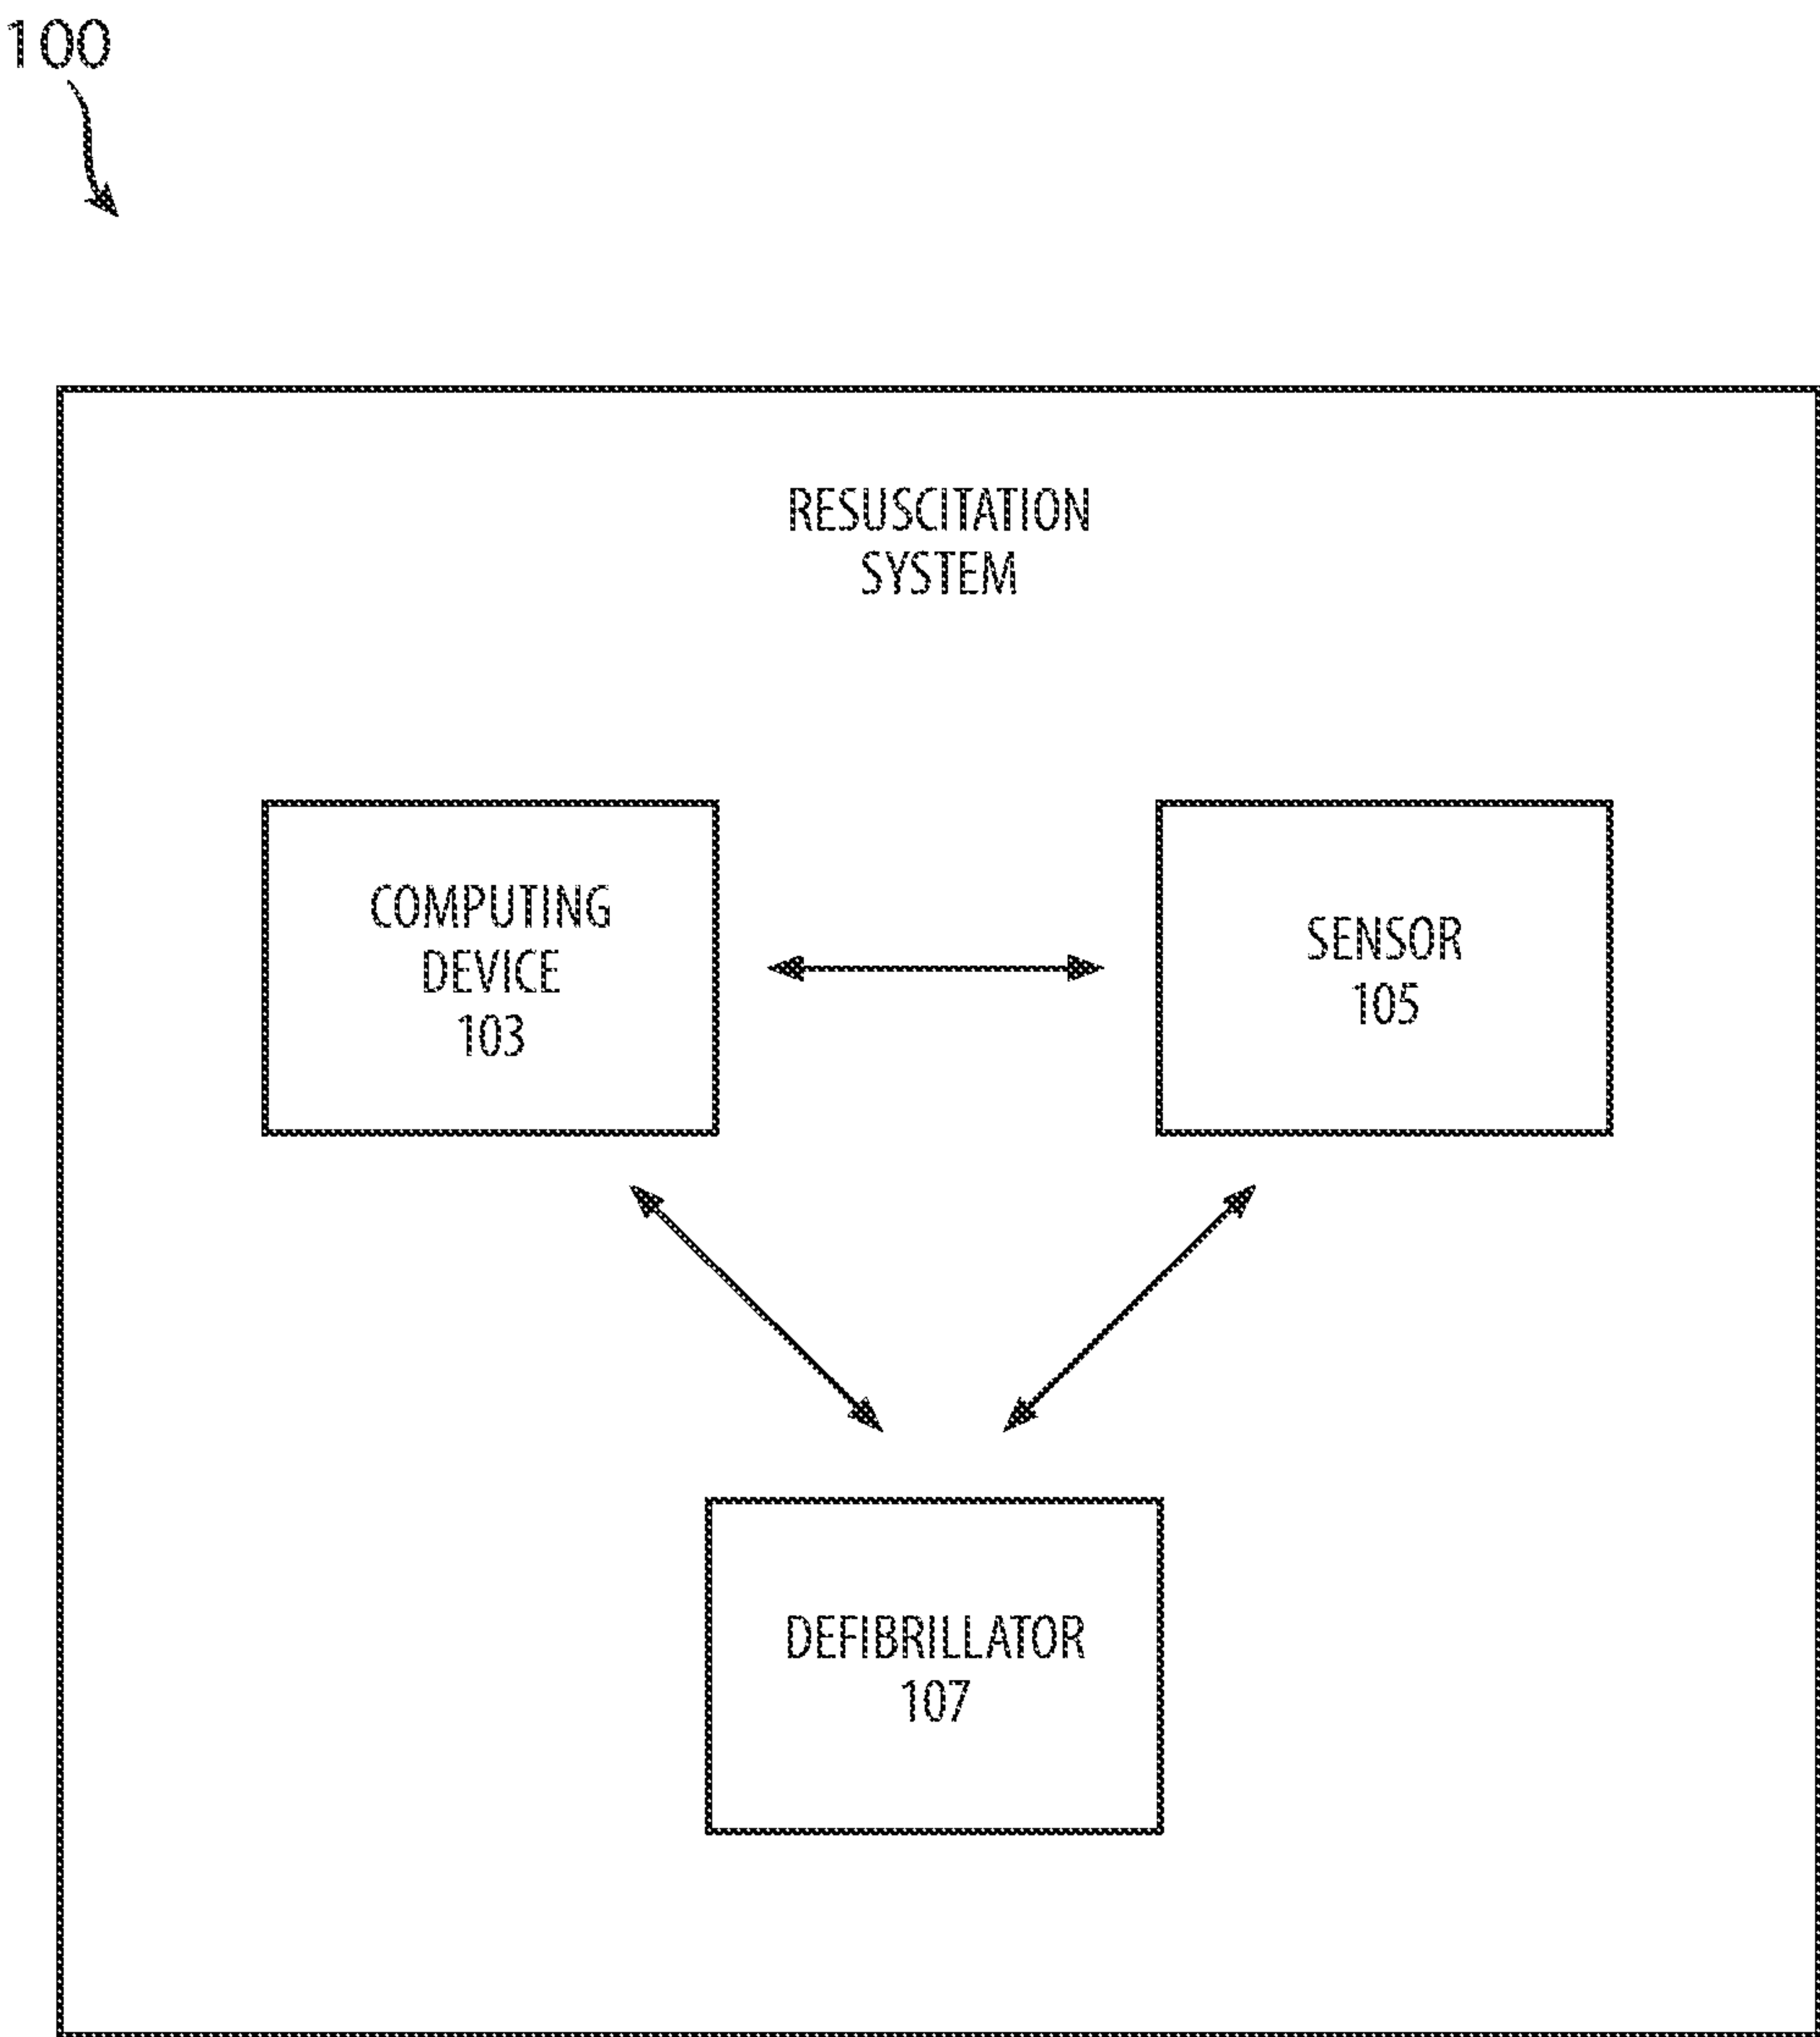 100
RESUSCITATION
SYSTEM
COMPUTING
DEVICE
103
SENSOR
105
DEFIBRILLATOR
107